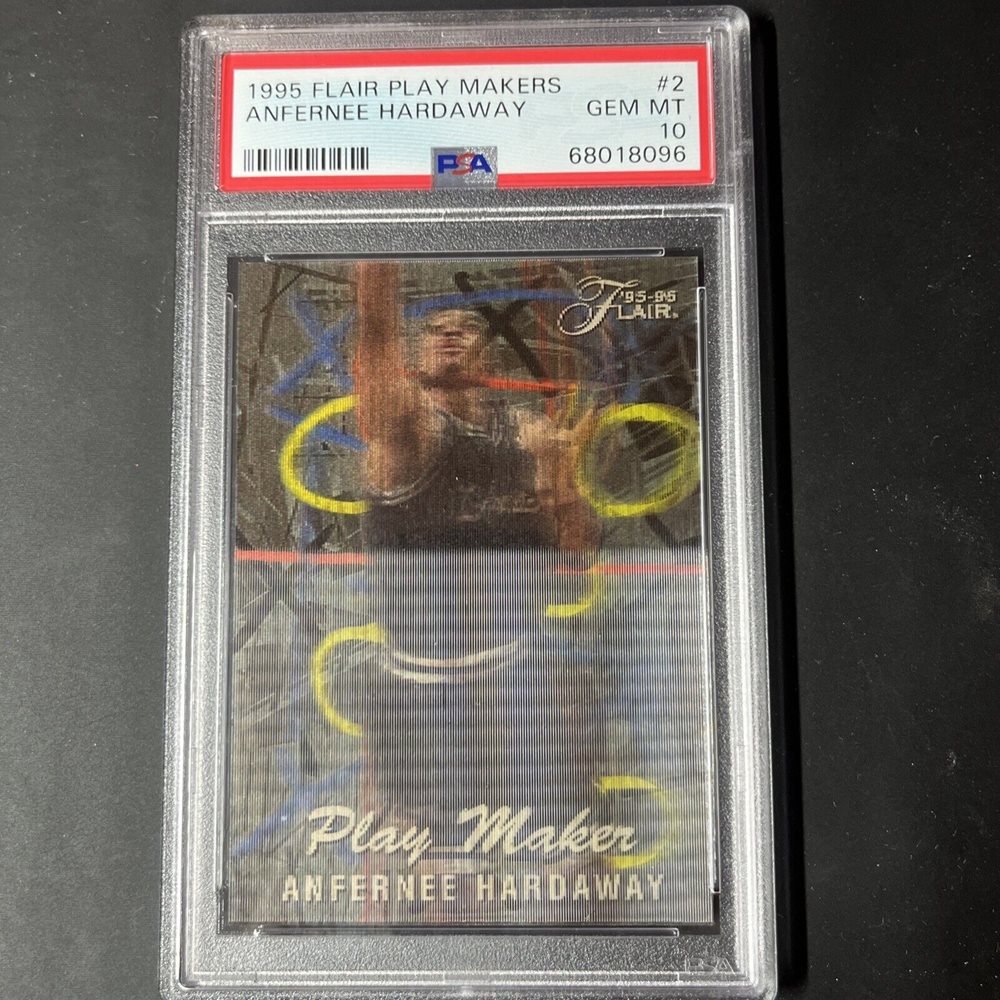 1995 FLAIR PLAY MAKERS #2
ANFERNEE HARDAWAY GEM MT
10
PSA 68018096
'95-96
FLAIR
Play Maker
ANFERNEE HARDAWAY
PSA